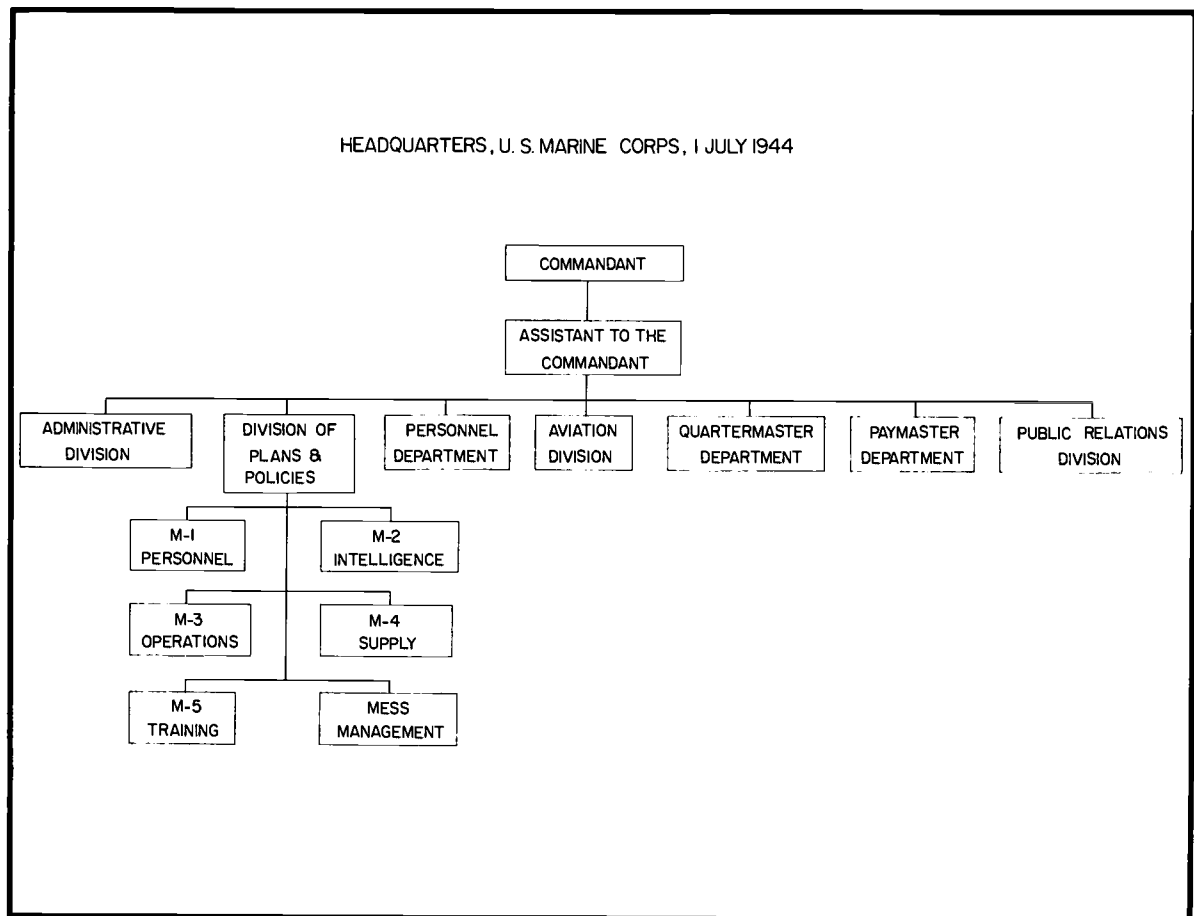 HEADQUARTERS, U. S. MARINE CORPS, 1 JULY 1944
COMMANDANT
ASSISTANT TO THE
COMMANDANT
ADMINISTRATIVE
DIVISION
DIVISION OF
PLANS &
POLICIES
PERSONNEL
DEPARTMENT
AVIATION
DIVISION
QUARTERMASTER
DEPARTMENT
PAYMASTER
DEPARTMENT
PUBLIC RELATIONS
DIVISION
M-1
PERSONNEL
M-2
INTELLIGENCE
M-3
OPERATIONS
M-4
SUPPLY
M-5
TRAINING
MESS
MANAGEMENT